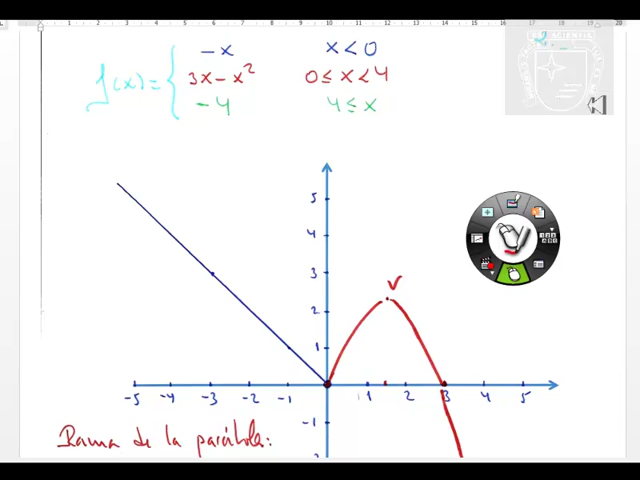 f(x) = { -x x < 0
3x - x² 0 ≤ x < 4
-4 4 ≤ x
5
4
3
V
2
1
-5 -4 -3 -2 -1 1 2 3 4 5
-1
Rama de la parábola: